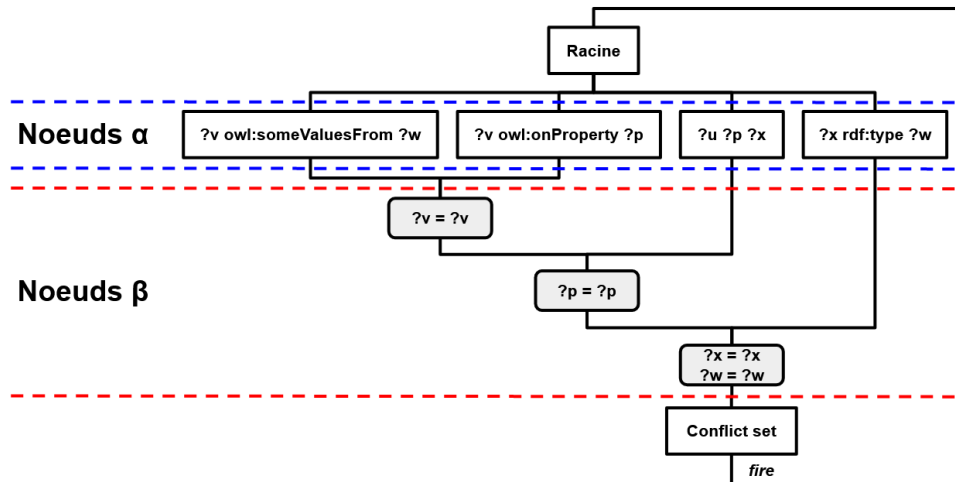 Racine
Noeuds α
?v owl:someValuesFrom ?w
?v owl:onProperty ?p
?u ?p ?x
?x rdf:type ?w
?v = ?v
Noeuds β
?p = ?p
?x = ?x
?w = ?w
Conflict set
fire